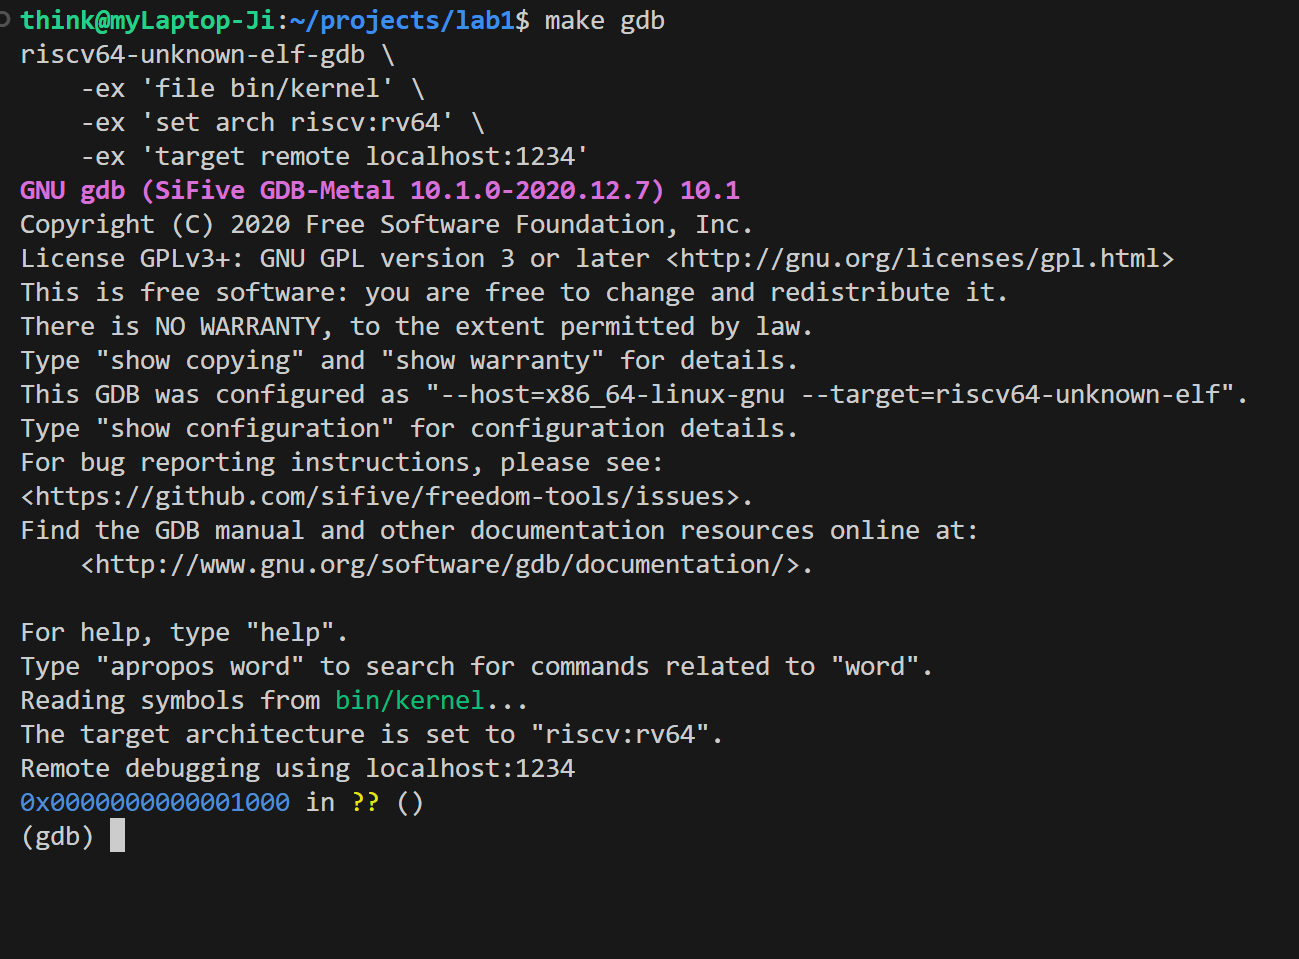 think@myLaptop-Ji:~/projects/lab1$ make gdb
riscv64-unknown-elf-gdb \
    -ex 'file bin/kernel' \
    -ex 'set arch riscv:rv64' \
    -ex 'target remote localhost:1234'
GNU gdb (SiFive GDB-Metal 10.1.0-2020.12.7) 10.1
Copyright (C) 2020 Free Software Foundation, Inc.
License GPLv3+: GNU GPL version 3 or later <http://gnu.org/licenses/gpl.html>
This is free software: you are free to change and redistribute it.
There is NO WARRANTY, to the extent permitted by law.
Type "show copying" and "show warranty" for details.
This GDB was configured as "--host=x86_64-linux-gnu --target=riscv64-unknown-elf".
Type "show configuration" for configuration details.
For bug reporting instructions, please see:
<https://github.com/sifive/freedom-tools/issues>.
Find the GDB manual and other documentation resources online at:
    <http://www.gnu.org/software/gdb/documentation/>.

For help, type "help".
Type "apropos word" to search for commands related to "word".
Reading symbols from bin/kernel...
The target architecture is set to "riscv:rv64".
Remote debugging using localhost:1234
0x0000000000001000 in ?? ()
(gdb)